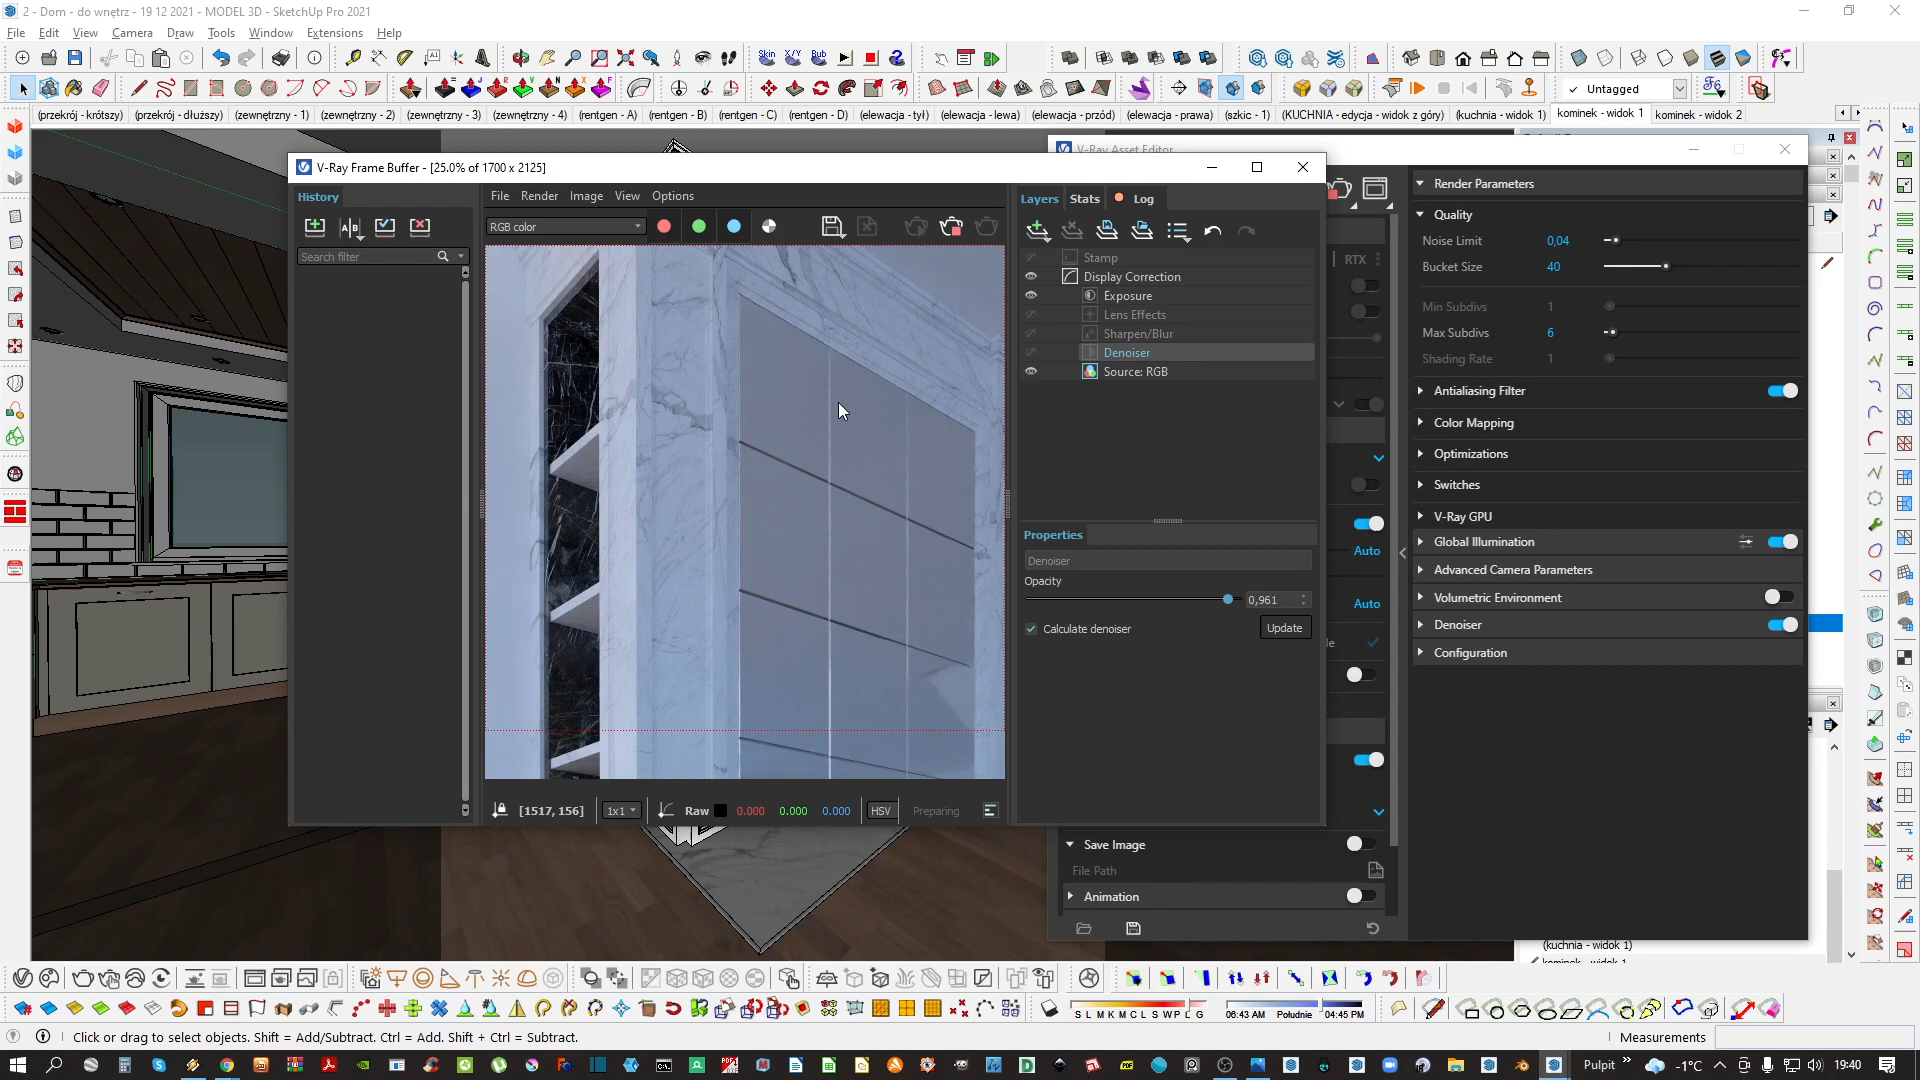 2 - Dom - do wnętrz - 19 12 2021 - MODEL 3D - SketchUp Pro 2021
File Edit View Camera Draw Tools Window Extensions Help
Skin X/Y Bub
Untagged
(przekrój - krótszy) (przekrój - dłuższy) (zewnętrzny - 1) (zewnętrzny - 2) (zewnętrzny - 3) (zewnętrzny - 4) (rentgen - A) (rentgen - B) (rentgen - C) (rentgen - D) (elewacja - tył) (elewacja - lewa) (elewacja - przód) (elewacja - prawa) (szkic - 1) (KUCHNIA - edycja - widok z góry) (kuchnia - widok 1) kominek - widok 1 kominek - widok 2
V-Ray Asset Editor
V-Ray Frame Buffer - [25.0% of 1700 x 2125]
History
File Render Image View Options
Layers Stats Log
RGB color
Search filter
Stamp
Display Correction
Exposure
Lens Effects
Sharpen/Blur
Denoiser
Source: RGB
Properties
Denoiser
Opacity
0,961
Calculate denoiser
Update
[1517, 156] 1x1 Raw 0.000 0.000 0.000 HSV Preparing
RTX
Auto
Auto
Save Image
File Path
Animation
Render Parameters
Quality
Noise Limit 0,04
Bucket Size 40
Min Subdivs 1
Max Subdivs 6
Shading Rate 1
Antialiasing Filter
Color Mapping
Optimizations
Switches
V-Ray GPU
Global Illumination
Advanced Camera Parameters
Volumetric Environment
Denoiser
Configuration
(kuchnia - widok 1)
kominek - widok 1
06:43 AM Południe 04:45 PM
Click or drag to select objects. Shift = Add/Subtract. Ctrl = Add. Shift + Ctrl = Subtract.
Measurements
Pulpit
-1°C
19:40